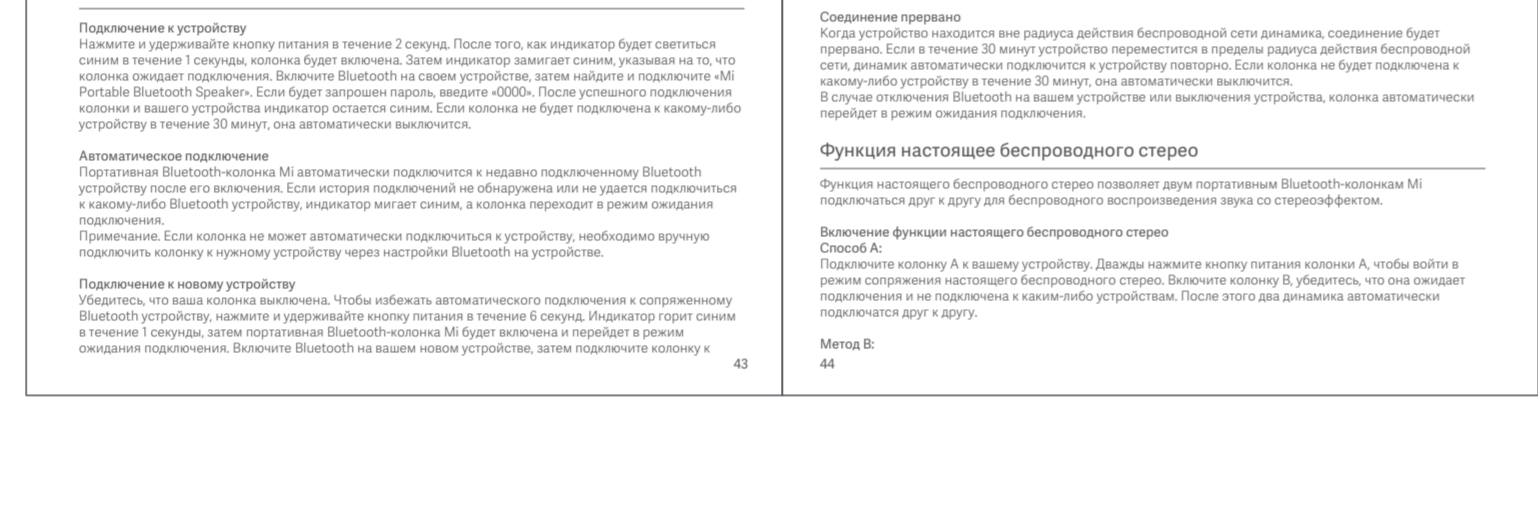 Подключение к устройству
Нажмите и удерживайте кнопку питания в течение 2 секунд. После того, как индикатор будет светиться
синим в течение 1 секунды, колонка будет включена. Затем индикатор замигает синим, указывая на то, что
колонка ожидает подключения. Включите Bluetooth на своем устройстве, затем найдите и подключите «Mi
Portable Bluetooth Speaker». Если будет запрошен пароль, введите «0000». После успешного подключения
колонки и вашего устройства индикатор остается синим. Если колонка не будет подключена к какому-либо
устройству в течение 30 минут, она автоматически выключится.
Автоматическое подключение
Портативная Bluetooth-колонка Mi автоматически подключится к недавно подключенному Bluetooth
устройству после его включения. Если история подключений не обнаружена или не удается подключиться
к какому-либо Bluetooth устройству, индикатор мигает синим, а колонка переходит в режим ожидания
подключения.
Примечание. Если колонка не может автоматически подключиться к устройству, необходимо вручную
подключить колонку к нужному устройству через настройки Bluetooth на устройстве.
Подключение к новому устройству
Убедитесь, что ваша колонка выключена. Чтобы избежать автоматического подключения к сопряженному
Bluetooth устройству, нажмите и удерживайте кнопку питания в течение 6 секунд. Индикатор горит синим
в течение 1 секунды, затем портативная Bluetooth-колонка Mi будет включена и перейдет в режим
ожидания подключения. Включите Bluetooth на вашем новом устройстве, затем подключите колонку к
43
Соединение прервано
Когда устройство находится вне радиуса действия беспроводной сети динамика, соединение будет
прервано. Если в течение 30 минут устройство переместится в пределы радиуса действия беспроводной
сети, динамик автоматически подключится к устройству повторно. Если колонка не будет подключена к
какому-либо устройству в течение 30 минут, она автоматически выключится.
В случае отключения Bluetooth на вашем устройстве или выключения устройства, колонка автоматически
перейдет в режим ожидания подключения.
Функция настоящее беспроводного стерео
Функция настоящего беспроводного стерео позволяет двум портативным Bluetooth-колонкам Mi
подключаться друг к другу для беспроводного воспроизведения звука со стереоэффектом.
Включение функции настоящего беспроводного стерео
Способ А:
Подключите колонку А к вашему устройству. Дважды нажмите кнопку питания колонки А, чтобы войти в
режим сопряжения настоящего беспроводного стерео. Включите колонку В, убедитесь, что она ожидает
подключения и не подключена к каким-либо устройствам. После этого два динамика автоматически
подключатся друг к другу.
Метод В:
44